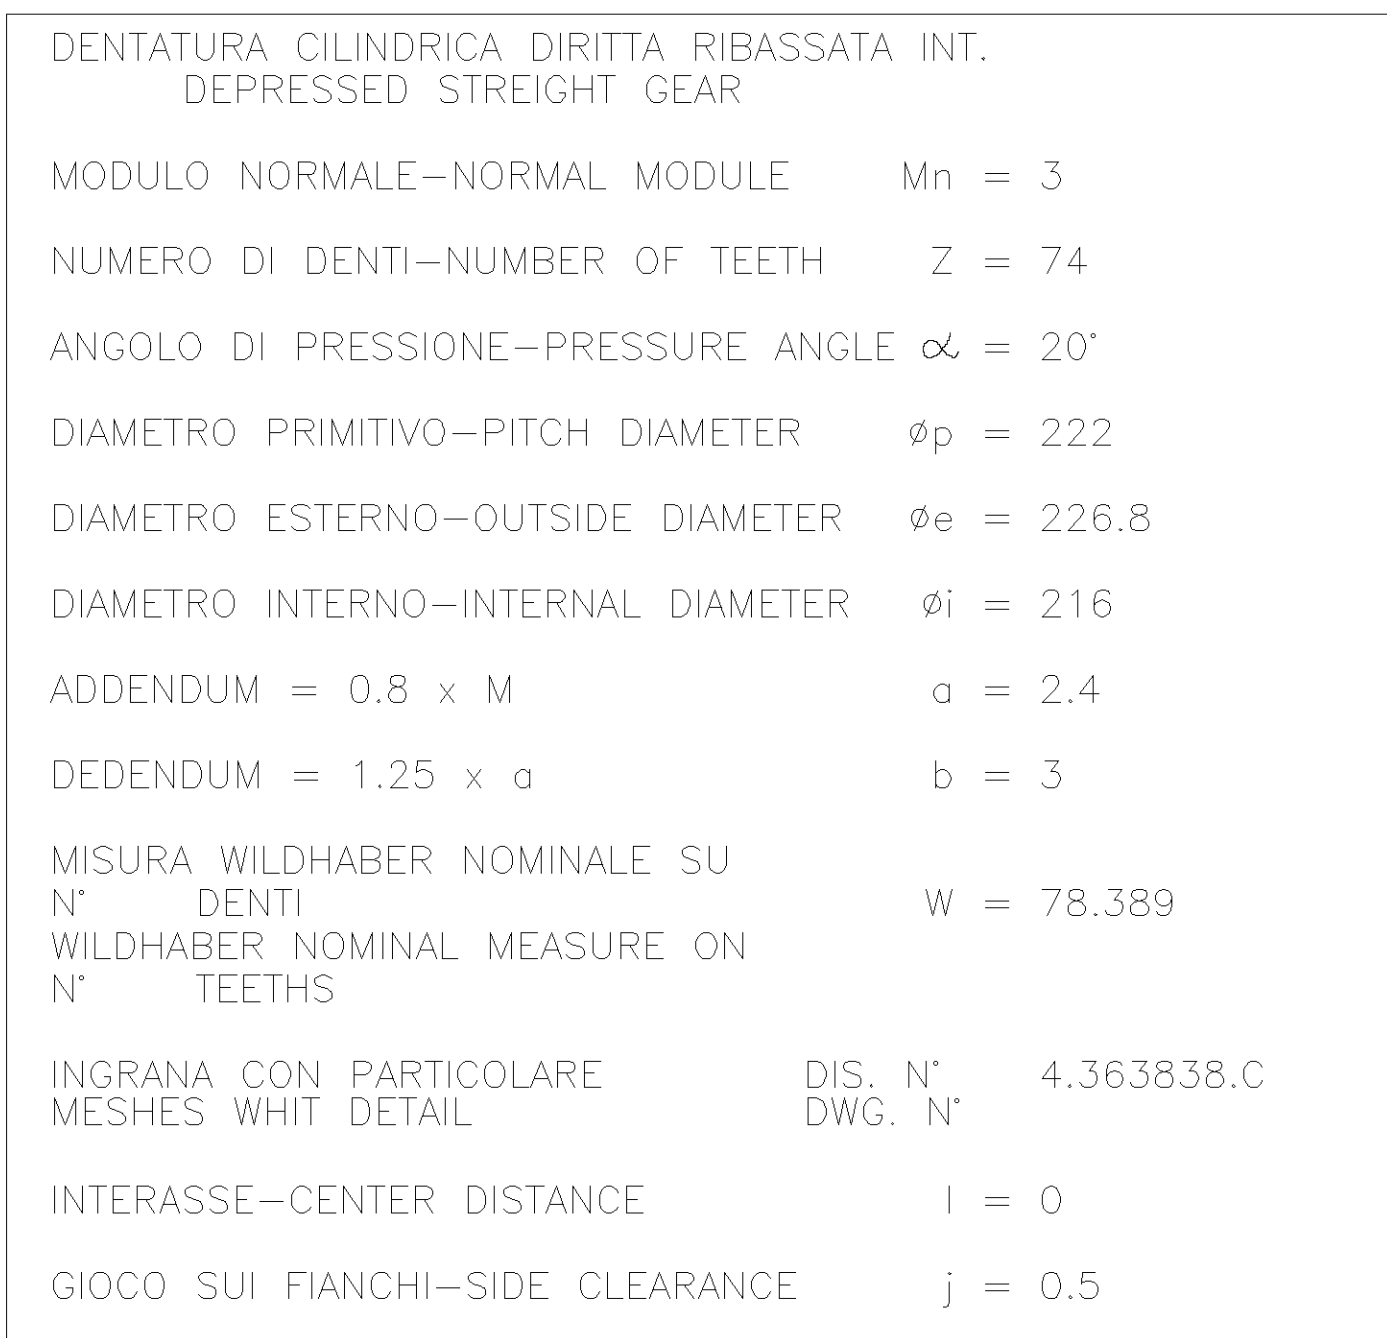 DENTATURA CILINDRICA DIRITTA RIBASSATA INT.
DEPRESSED STREIGHT GEAR
MODULO NORMALE-NORMAL MODULE Mn = 3
NUMERO DI DENTI-NUMBER OF TEETH Z = 74
ANGOLO DI PRESSIONE-PRESSURE ANGLE α = 20°
DIAMETRO PRIMITIVO-PITCH DIAMETER øp = 222
DIAMETRO ESTERNO-OUTSIDE DIAMETER øe = 226.8
DIAMETRO INTERNO-INTERNAL DIAMETER øi = 216
ADDENDUM = 0.8 x M a = 2.4
DEDENDUM = 1.25 x a b = 3
MISURA WILDHABER NOMINALE SU
N° DENTI W = 78.389
WILDHABER NOMINAL MEASURE ON
N° TEETHS
INGRANA CON PARTICOLARE DIS. N° 4.363838.C
MESHES WHIT DETAIL DWG. N°
INTERASSE-CENTER DISTANCE I = 0
GIOCO SUI FIANCHI-SIDE CLEARANCE j = 0.5